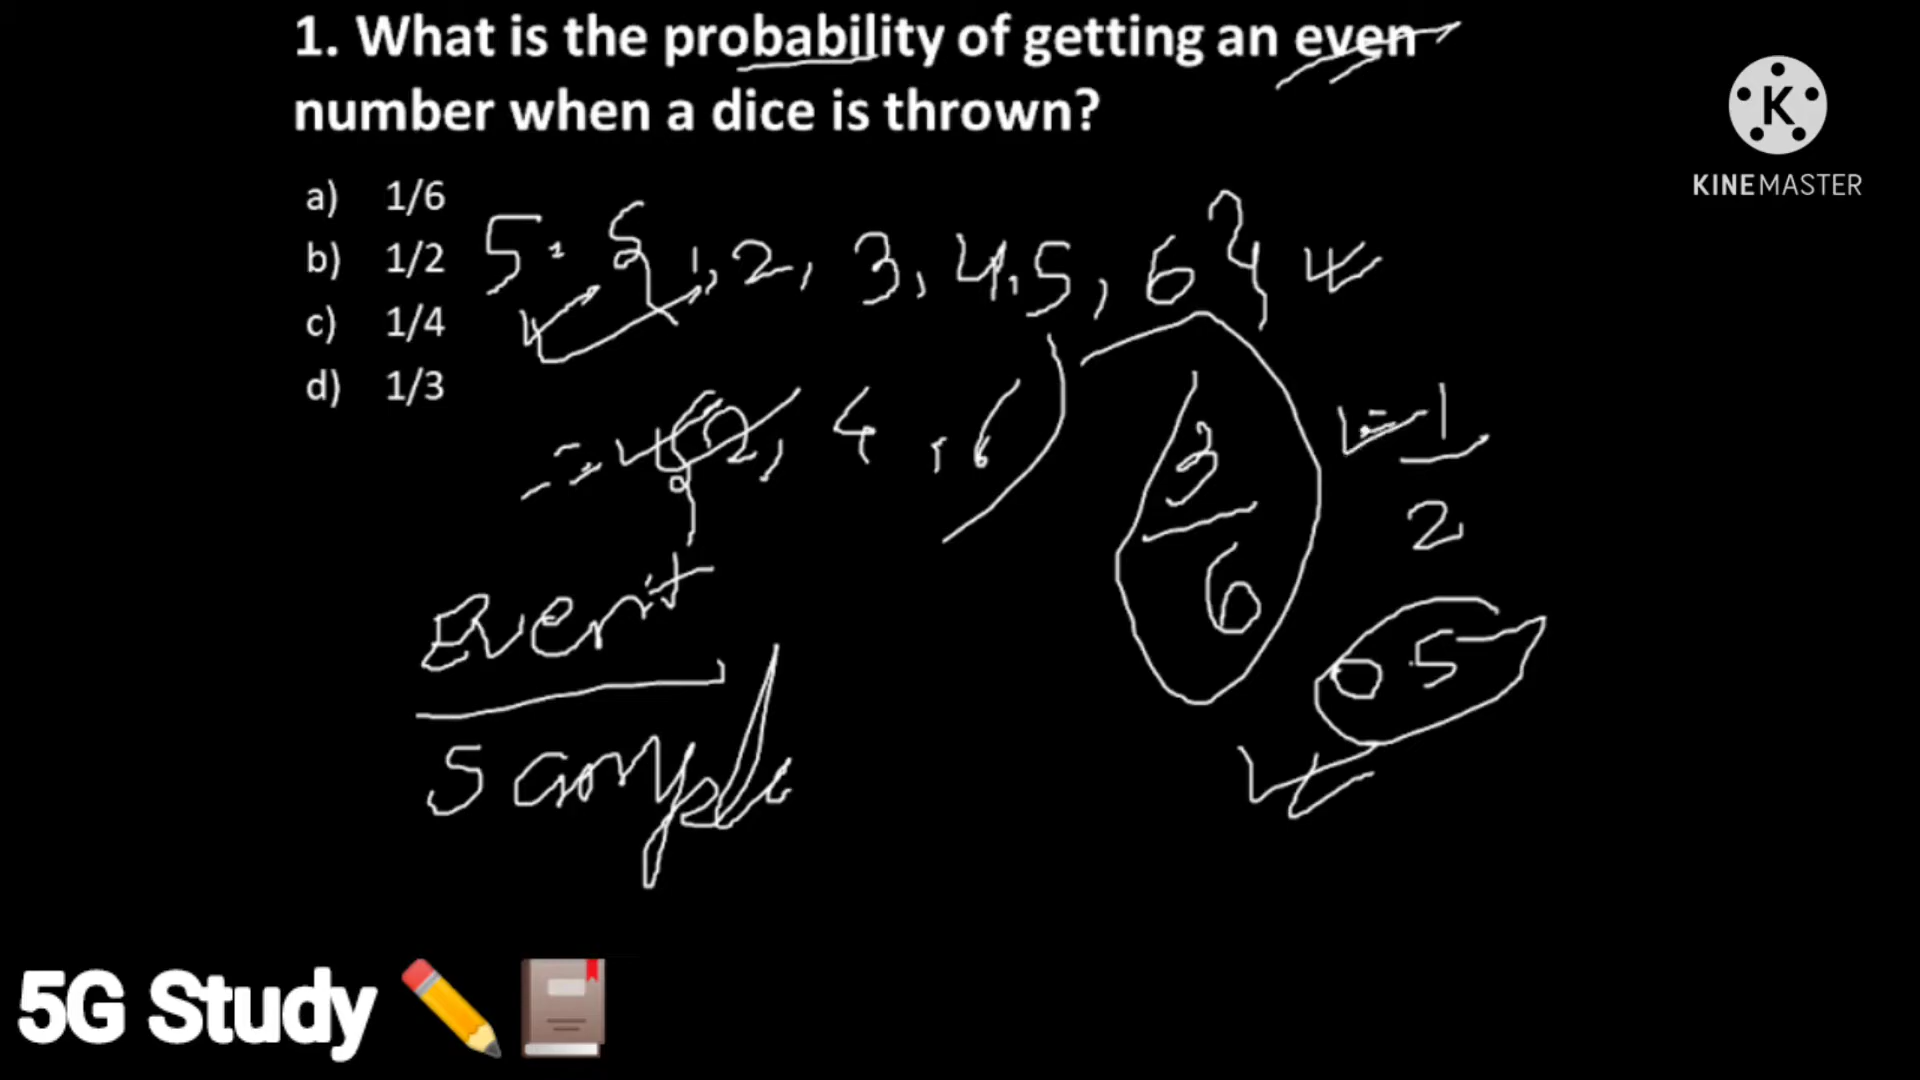 1. What is the probability of getting an even
number when a dice is thrown?
K
KINEMASTER
a) 1/6
b) 1/2
c) 1/4
d) 1/3
S = { 1, 2, 3, 4, 5, 6 }
= { 2, 4, 6 }
3
6
= 1
2
Event
Sample
0.5
5G Study